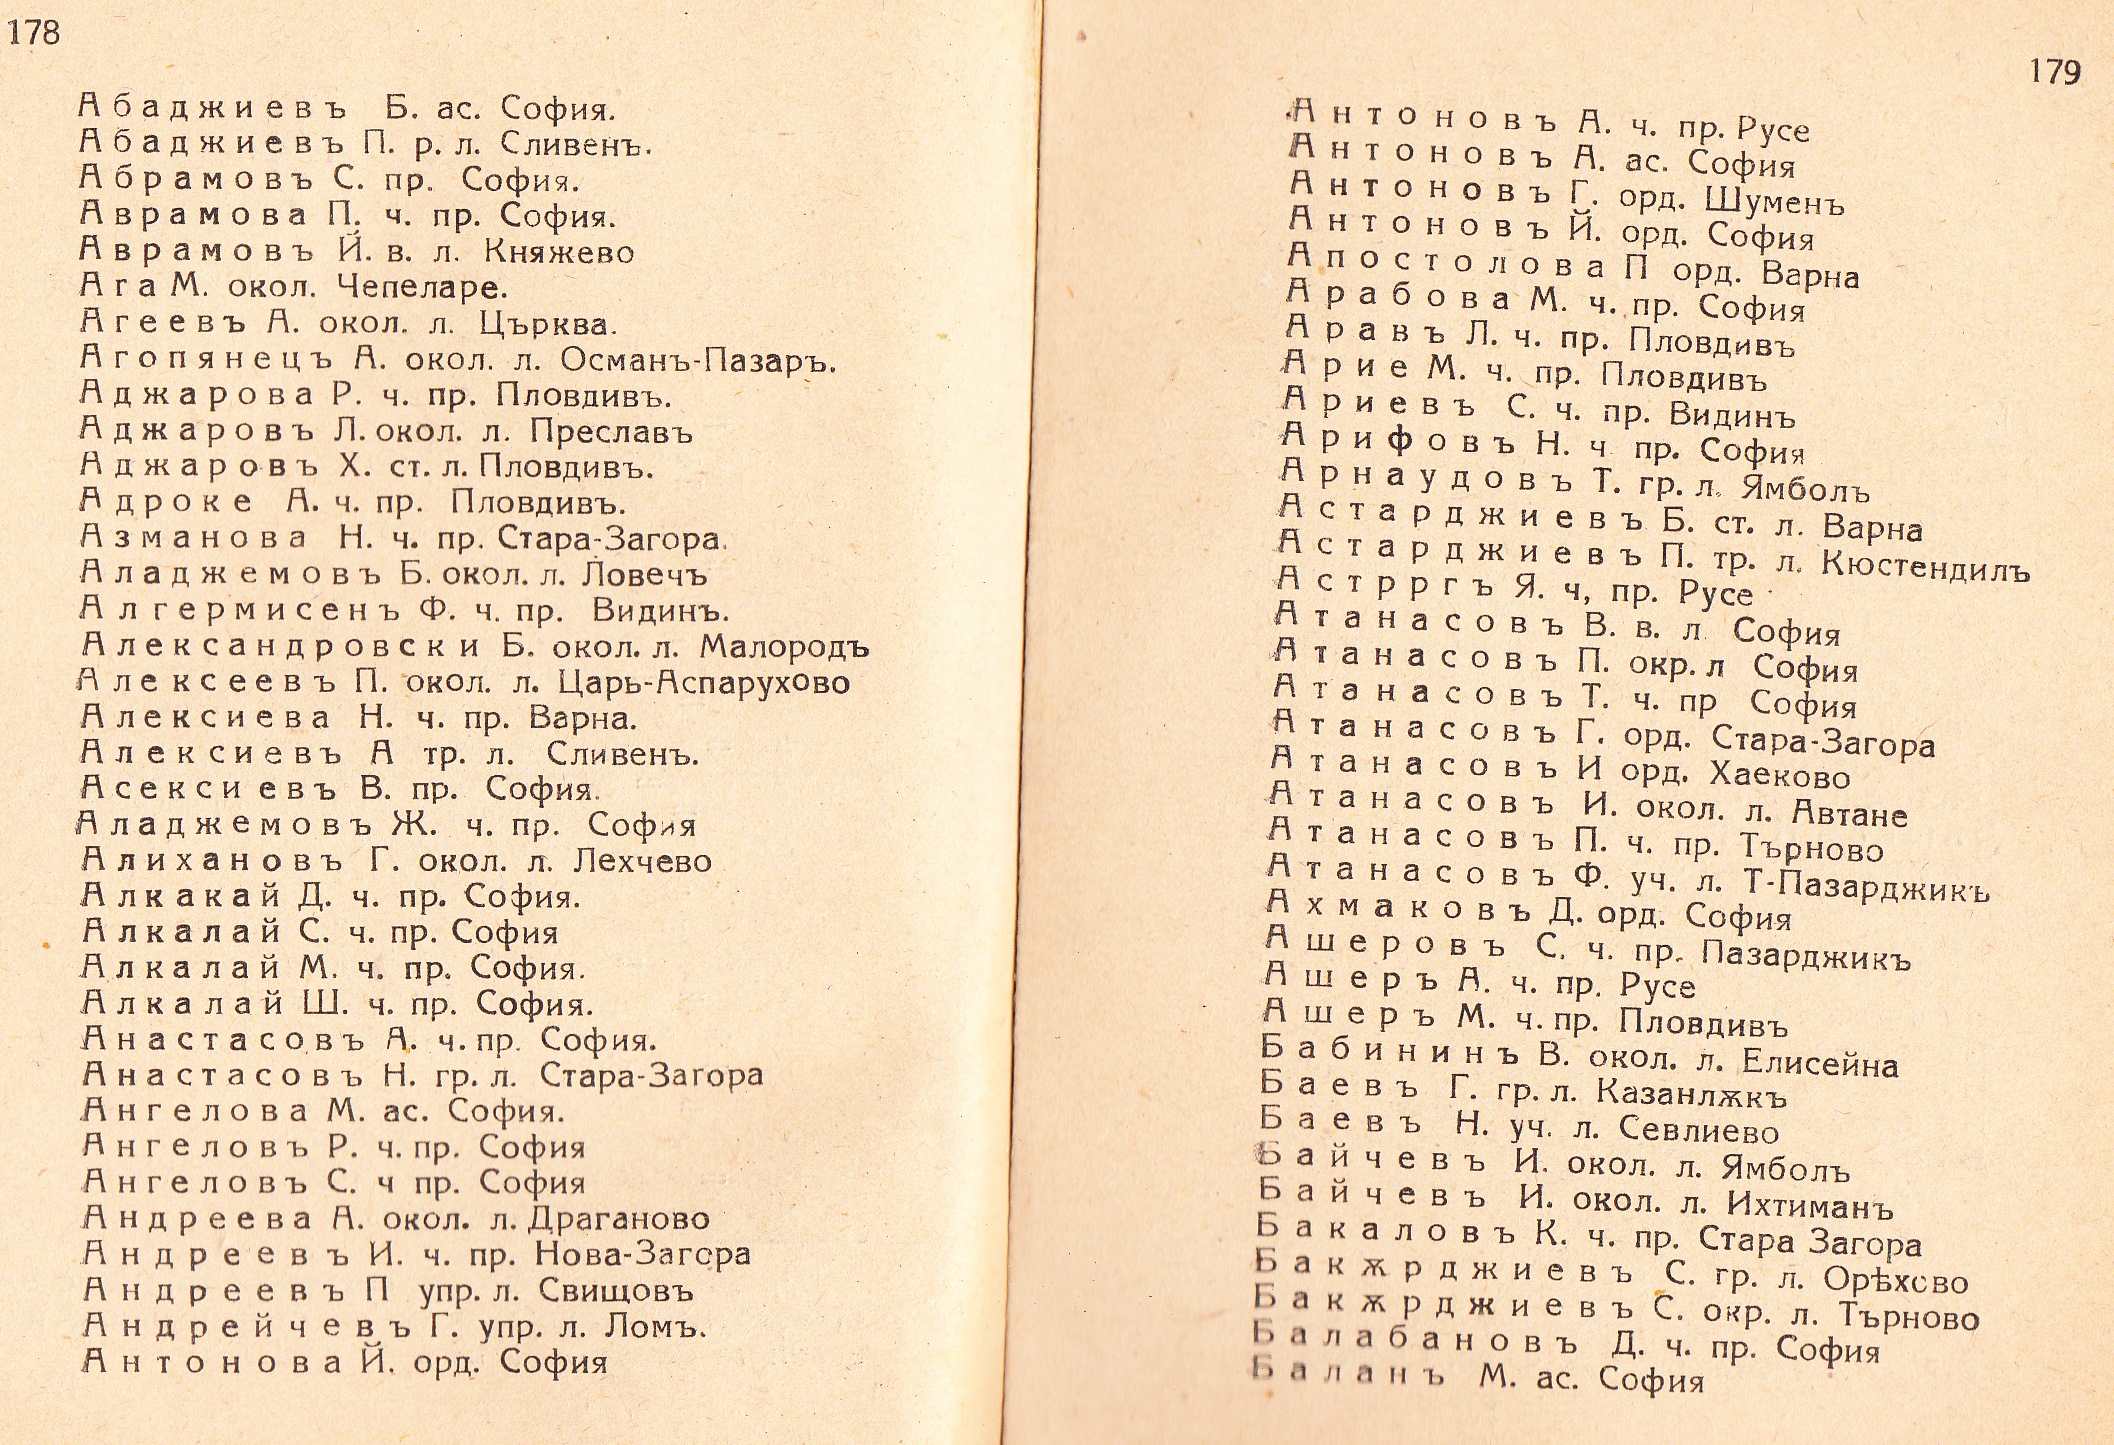 178
Абаджиевъ Б. ас. София.
Абаджиевъ П. р. л. Сливенъ.
Абрамовъ С. пр. София.
Аврамова П. ч. пр. София.
Аврамовъ Й. в. л. Княжево
Ага М. окол. Чепеларе.
Агеевъ А. окол. л. Църква.
Агопянецъ А. окол. л. Османъ-Пазаръ.
Аджарова Р. ч. пр. Пловдивъ.
Аджаровъ Л. окол. л. Преславъ
Аджаровъ Х. ст. л. Пловдивъ.
Адроке А. ч. пр. Пловдивъ.
Азманова Н. ч. пр. Стара-Загора.
Аладжемовъ Б. окол. л. Ловечъ
Алгермисенъ Ф. ч. пр. Видинъ.
Александровски Б. окол. л. Малородъ
Алексеевъ П. окол. л. Царь-Аспарухово
Алексиева Н. ч. пр. Варна.
Алексиевъ А тр. л. Сливенъ.
Асексиевъ В. пр. София.
Аладжемовъ Ж. ч. пр. София
Алихановъ Г. окол. л. Лехчево
Алкакай Д. ч. пр. София.
Алкалай С. ч. пр. София
Алкалай М. ч. пр. София.
Алкалай Ш. ч. пр. София.
Анастасовъ А. ч. пр. София.
Анастасовъ Н. гр. л. Стара-Загора
Ангелова М. ас. София.
Ангеловъ Р. ч. пр. София
Ангеловъ С. ч пр. София
Андреева А. окол. л. Драганово
Андреевъ И. ч. пр. Нова-Загора
Андреевъ П упр. л. Свищовъ
Андрейчевъ Г. упр. л. Ломъ.
Антонова Й. орд. София
179
Антоновъ А. ч. пр. Русе
Антоновъ А. ас. София
Антоновъ Г. орд. Шуменъ
Антоновъ Й. орд. София
Апостолова П орд. Варна
Арабова М. ч. пр. София
Аравъ Л. ч. пр. Пловдивъ
Арие М. ч. пр. Пловдивъ
Ариевъ С. ч. пр. Видинъ
Арифовъ Н. ч пр. София
Арнаудовъ Т. гр. л. Ямболъ
Астарджиевъ Б. ст. л. Варна
Астарджиевъ П. тр. л. Кюстендилъ
Астрргъ Я. ч, пр. Русе
Атанасовъ В. в. л. София
Атанасовъ П. окр. л София
Атанасовъ Т. ч. пр София
Атанасовъ Г. орд. Стара-Загора
Атанасовъ И орд. Хаеково
Атанасовъ И. окол. л. Автане
Атанасовъ П. ч. пр. Търново
Атанасовъ Ф. уч. л. Т-Пазарджикъ
Ахмаковъ Д. орд. София
Ашеровъ С. ч. пр. Пазарджикъ
Ашеръ А. ч. пр. Русе
Ашеръ М. ч. пр. Пловдивъ
Бабининъ В. окол. л. Елисейна
Баевъ Г. гр. л. Казанлѫкъ
Баевъ Н. уч. л. Севлиево
Байчевъ И. окол. л. Ямболъ
Байчевъ И. окол. л. Ихтиманъ
Бакаловъ К. ч. пр. Стара Загора
Бакѫрджиевъ С. гр. л. Орѣхово
Бакѫрджиевъ С. окр. л. Търново
Балабановъ Д. ч. пр. София
Баланъ М. ас. София